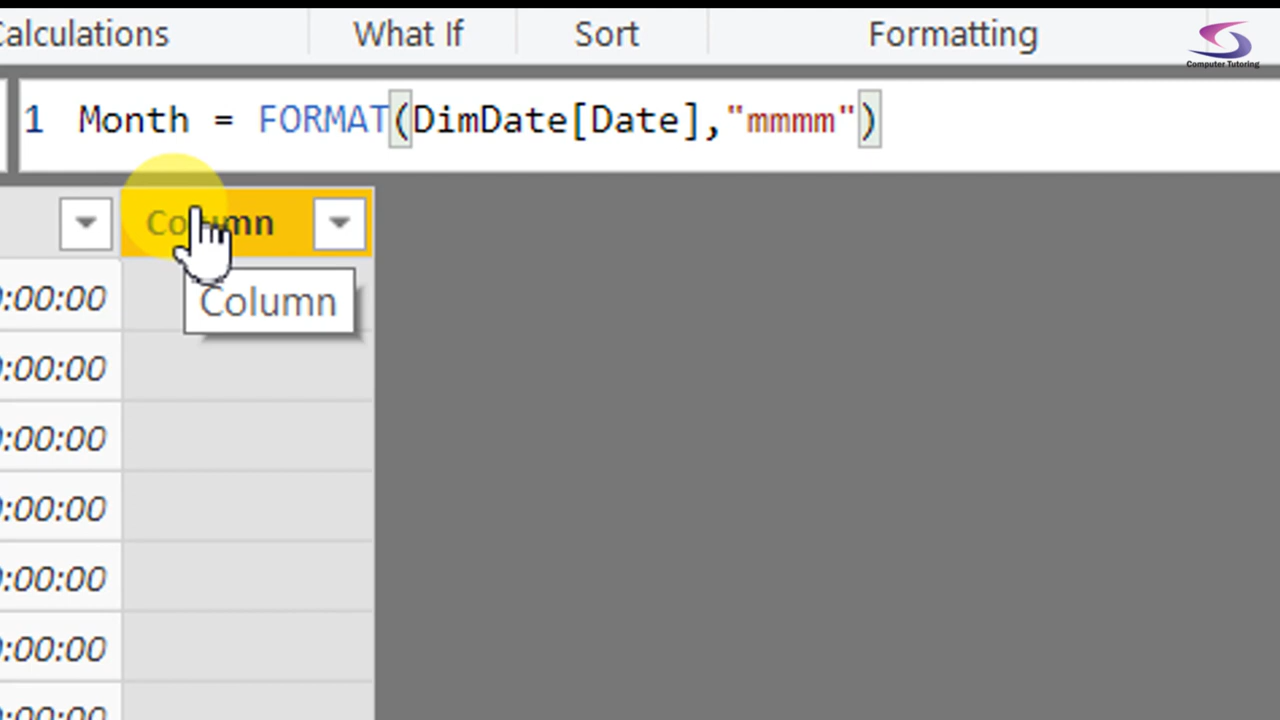 Calculations What If Sort Formatting
Computer Tutoring
1 Month = FORMAT(DimDate[Date],"mmmm")
Column
Column
0:00:00
0:00:00
0:00:00
0:00:00
0:00:00
0:00:00
0:00:00